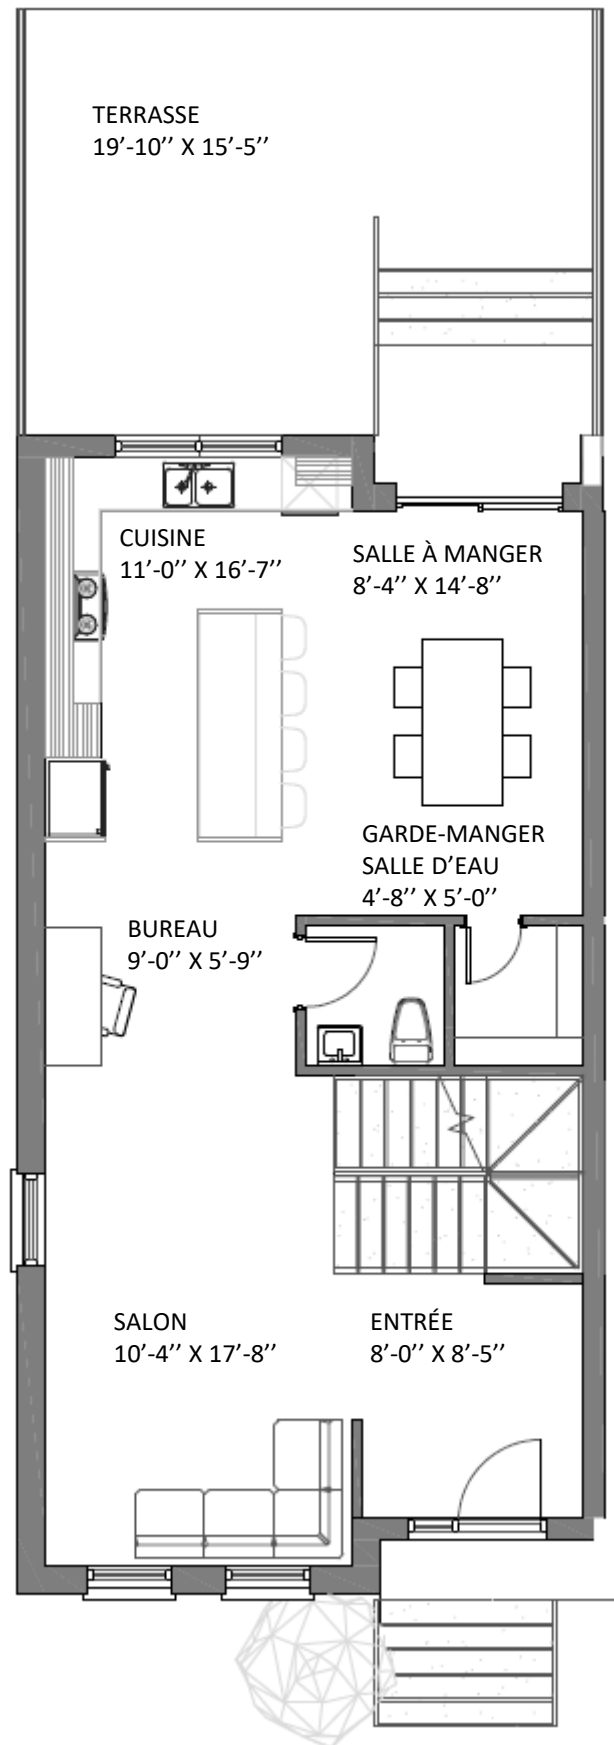 TERRASSE
19’-10’’ X 15’-5’’
CUISINE
11’-0’’ X 16’-7’’
SALLE À MANGER
8’-4’’ X 14’-8’’
GARDE-MANGER
SALLE D’EAU
4’-8’’ X 5’-0’’
BUREAU
9’-0’’ X 5’-9’’
SALON
10’-4’’ X 17’-8’’
ENTRÉE
8’-0’’ X 8’-5’’